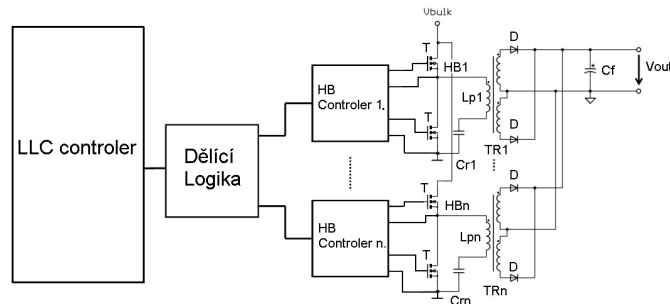 Vbulk
LLC controler
Dělící
Logika
HB
Controler 1.
T
HB1
T
Lp1
Cr1
D
D
TR1
Cf
Vout
HB
Controler n.
T
HBn
T
Lpn
Crn
D
D
TRn